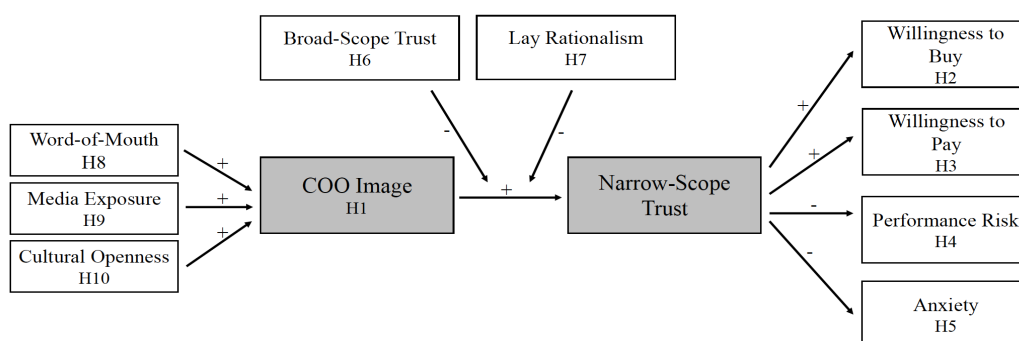 Broad-Scope Trust
H6
Lay Rationalism
H7
Willingness to
Buy
H2
-
-
+
Word-of-Mouth
H8
+
Willingness to
Pay
H3
+
Media Exposure
H9
+
COO Image
H1
+
Narrow-Scope
Trust
-
Performance Risk
H4
Cultural Openness
H10
+
-
Anxiety
H5